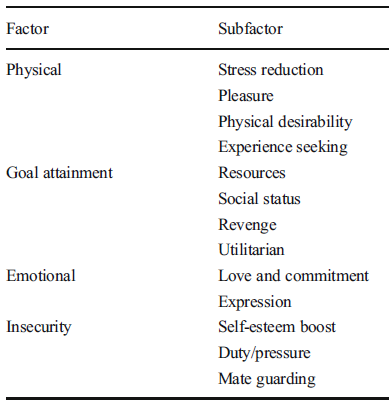 Factor Subfactor
Physical Stress reduction
Pleasure
Physical desirability
Experience seeking
Goal attainment Resources
Social status
Revenge
Utilitarian
Emotional Love and commitment
Expression
Insecurity Self-esteem boost
Duty/pressure
Mate guarding